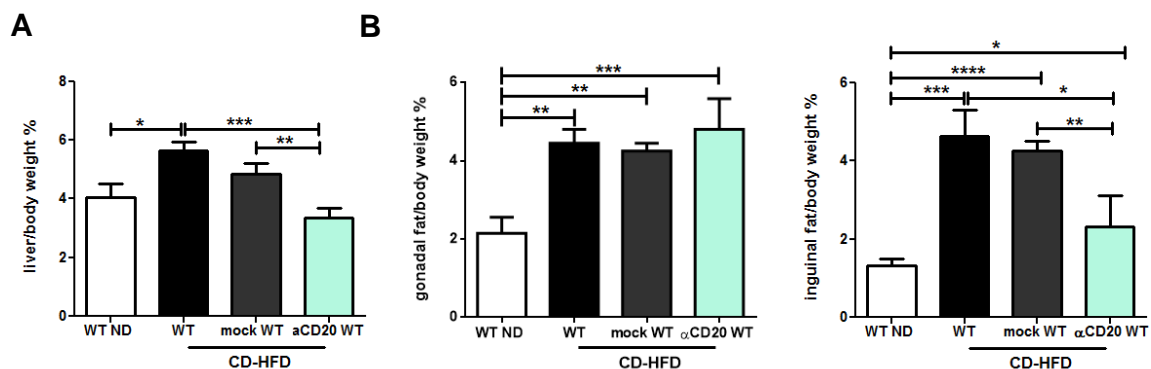 A
liver/body weight %
8
6
4
2
0
*
***
**
WT ND WT mock WT aCD20 WT
CD-HFD
B
gonadal fat/body weight %
6
4
2
0
***
**
**
WT ND WT mock WT αCD20 WT
CD-HFD
inguinal fat/body weight %
6
4
2
0
*
****
*** *
**
WT ND WT mock WT αCD20 WT
CD-HFD